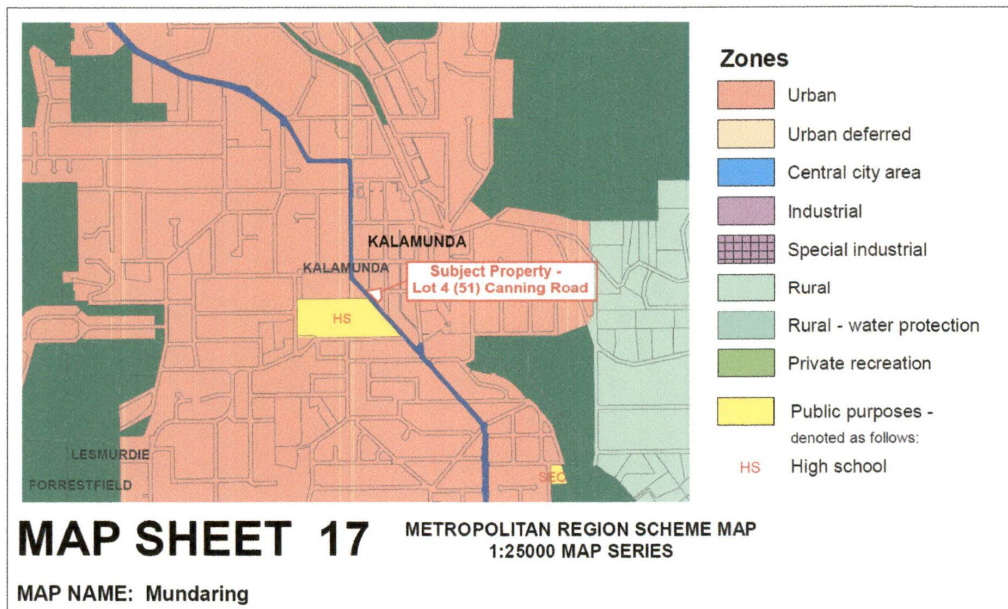 Zones
Urban
Urban deferred
Central city area
Industrial
Special industrial
Rural
Rural - water protection
Private recreation
Public purposes -
denoted as follows:
HS High school
KALAMUNDA
KALAMUNDA
Subject Property -
Lot 4 (51) Canning Road
HS
LESMURDIE
FORRESTFIELD
SEC
MAP SHEET 17
METROPOLITAN REGION SCHEME MAP
1:25000 MAP SERIES
MAP NAME: Mundaring